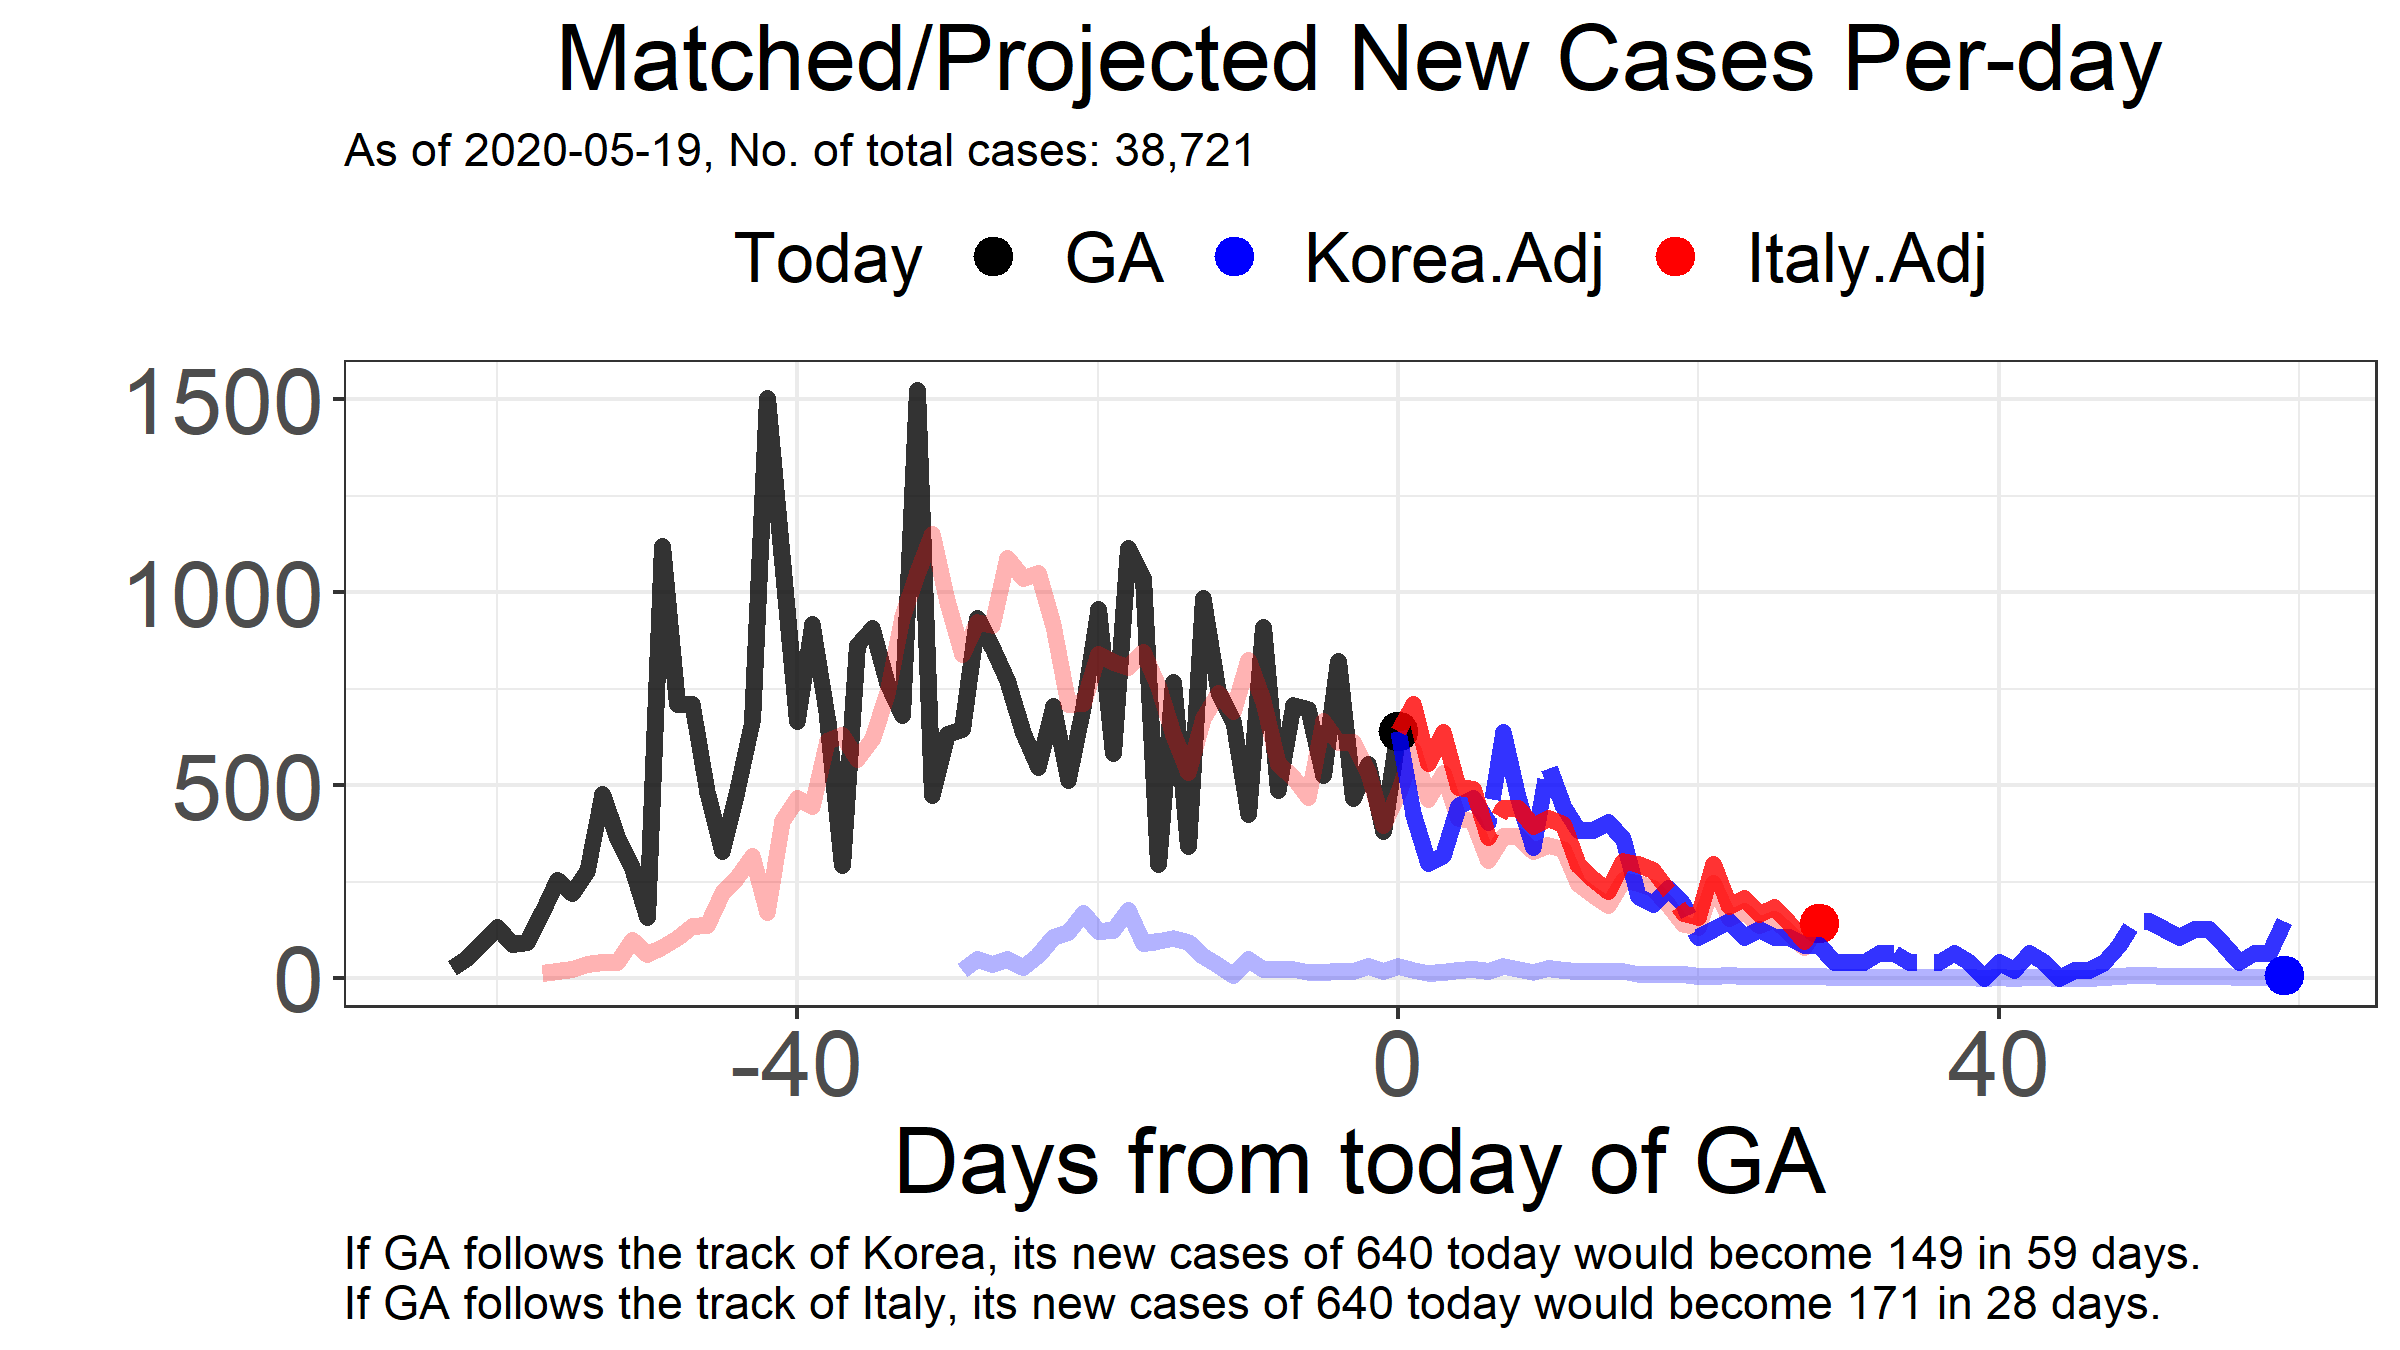 Matched/Projected New Cases Per-day
As of 2020-05-19, No. of total cases: 38,721
Today GA Korea.Adj Italy.Adj
1500
1000
500
0
-40 0 40
Days from today of GA
If GA follows the track of Korea, its new cases of 640 today would become 149 in 59 days.
If GA follows the track of Italy, its new cases of 640 today would become 171 in 28 days.